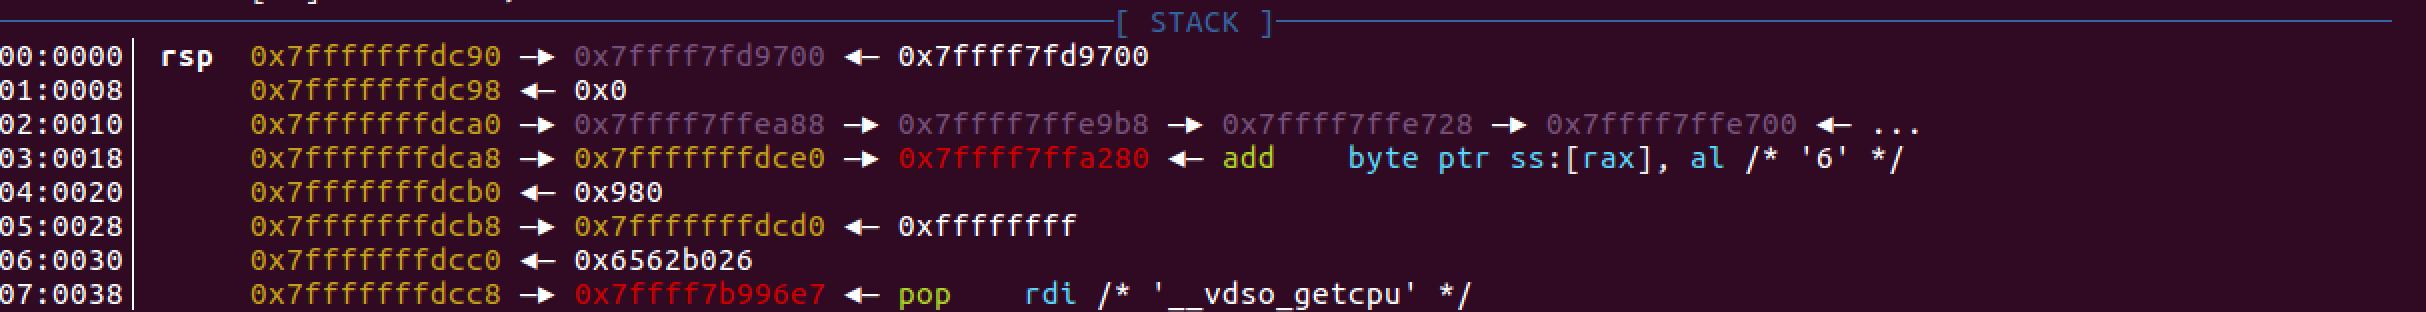 [ STACK ]
00:0000│ rsp 0x7fffffffdc90 —▸ 0x7ffff7fd9700 ◂— 0x7ffff7fd9700
01:0008│ 0x7fffffffdc98 ◂— 0x0
02:0010│ 0x7fffffffdca0 —▸ 0x7ffff7ffea88 —▸ 0x7ffff7ffe9b8 —▸ 0x7ffff7ffe728 —▸ 0x7ffff7ffe700 ◂— ...
03:0018│ 0x7fffffffdca8 —▸ 0x7fffffffdce0 —▸ 0x7ffff7ffa280 ◂— add byte ptr ss:[rax], al /* '6' */
04:0020│ 0x7fffffffdcb0 ◂— 0x980
05:0028│ 0x7fffffffdcb8 —▸ 0x7fffffffdcd0 ◂— 0xffffffff
06:0030│ 0x7fffffffdcc0 ◂— 0x6562b026
07:0038│ 0x7fffffffdcc8 —▸ 0x7ffff7b996e7 ◂— pop rdi /* '__vdso_getcpu' */